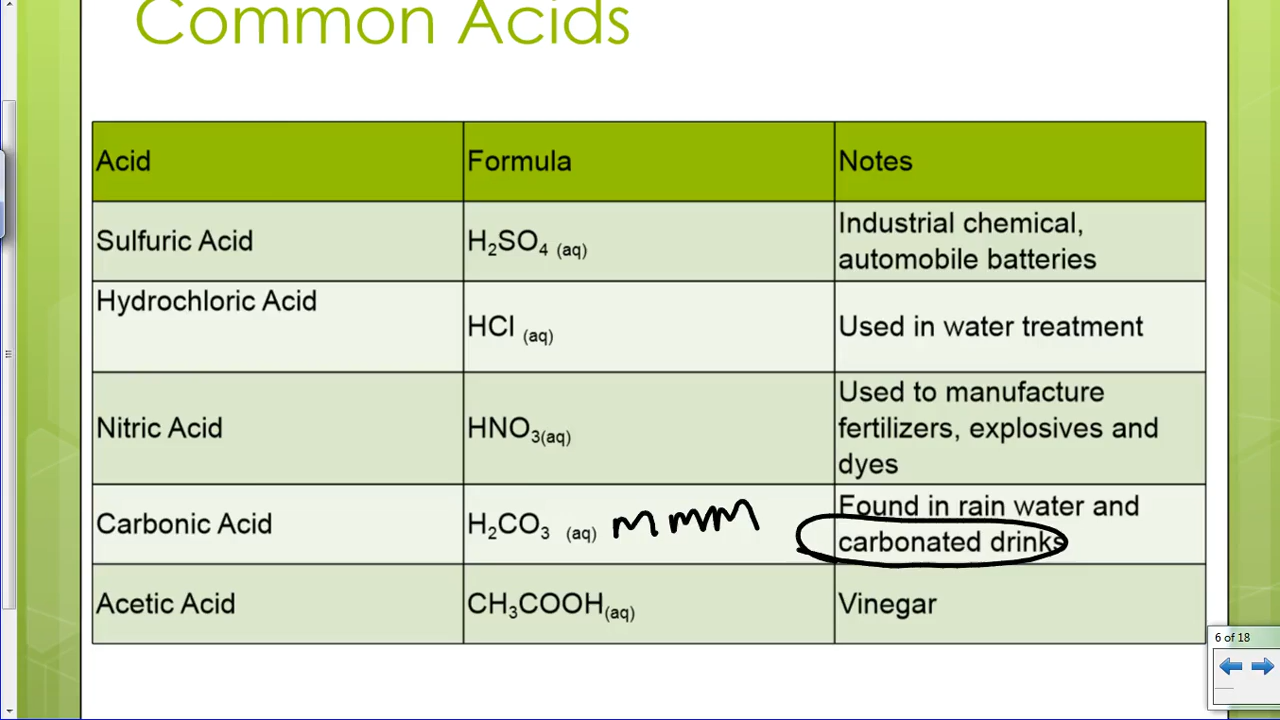 Common Acids
Acid
Formula
Notes
Sulfuric Acid
H₂SO₄ (aq)
Industrial chemical,
automobile batteries
Hydrochloric Acid
HCl (aq)
Used in water treatment
Nitric Acid
HNO₃(aq)
Used to manufacture
fertilizers, explosives and
dyes
Carbonic Acid
H₂CO₃ (aq) mmm
Found in rain water and
carbonated drinks
Acetic Acid
CH₃COOH(aq)
Vinegar
6 of 18